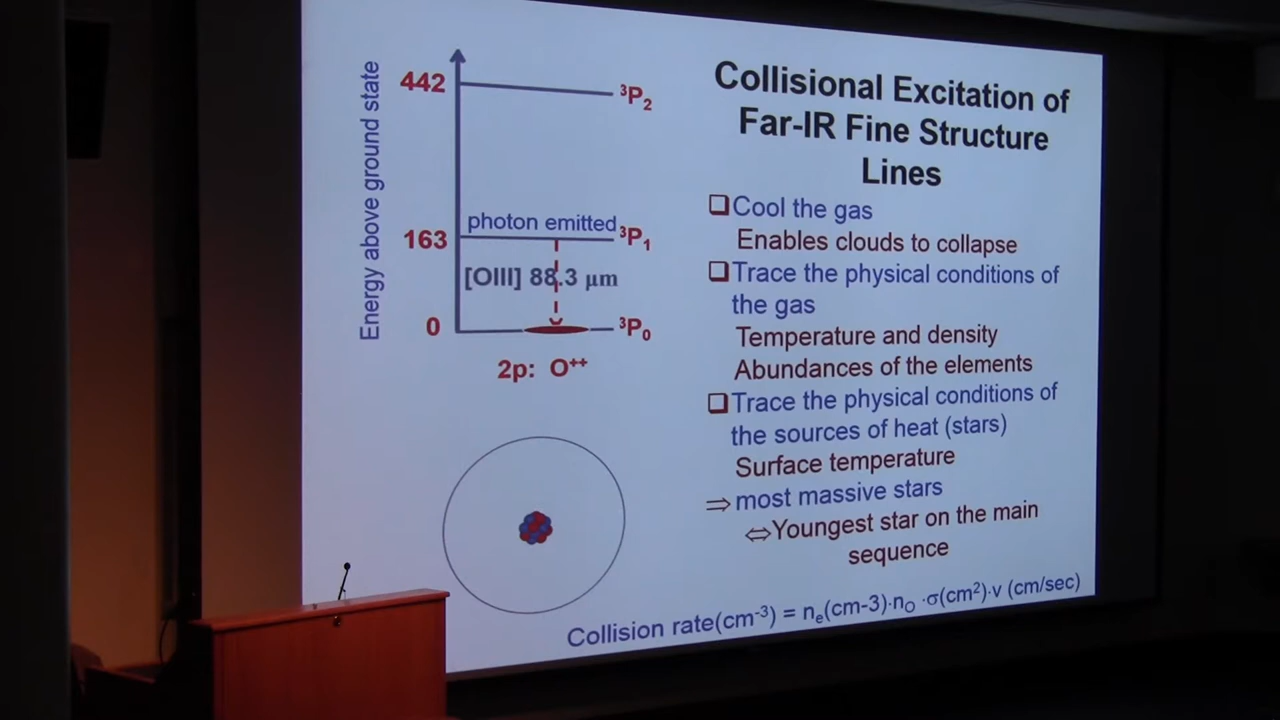 Collisional Excitation of
Far-IR Fine Structure
Lines
Energy above ground state
442
³P₂
photon emitted
163
³P₁
[OIII] 88.3 μm
0
³P₀
2p: O⁺⁺
❑Cool the gas
Enables clouds to collapse
❑Trace the physical conditions of
the gas
Temperature and density
Abundances of the elements
❑Trace the physical conditions of
the sources of heat (stars)
Surface temperature
⇒ most massive stars
⇔Youngest star on the main
sequence
Collision rate(cm⁻³) = nₑ(cm-3)·n_O ·σ(cm²)·v (cm/sec)